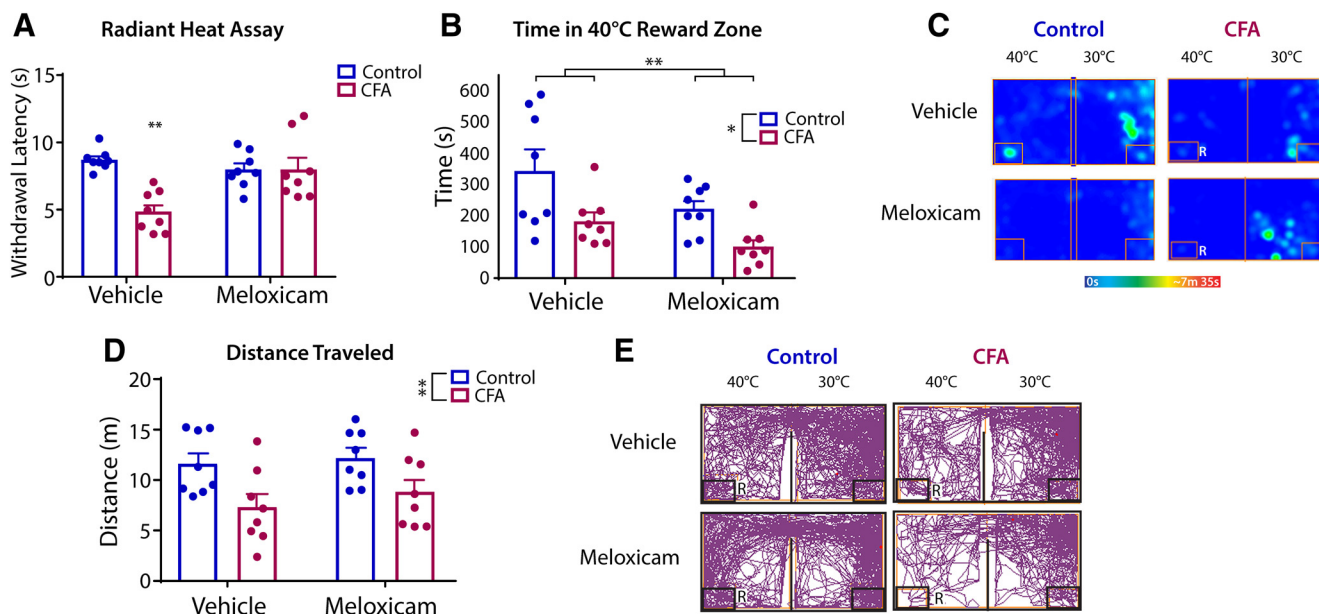 A
Radiant Heat Assay
Withdrawal Latency (s)
15
10
5
0
**
Control
CFA
Vehicle
Meloxicam
B
Time in 40°C Reward Zone
Time (s)
600
500
400
300
200
100
0
**
*
Control
CFA
Vehicle
Meloxicam
C
Control
CFA
40°C
30°C
40°C
30°C
Vehicle
R
Meloxicam
R
0s
~7m 35s
D
Distance Traveled
Distance (m)
20
15
10
5
0
**
Control
CFA
Vehicle
Meloxicam
E
Control
CFA
40°C
30°C
40°C
30°C
Vehicle
R
R
Meloxicam
R
R